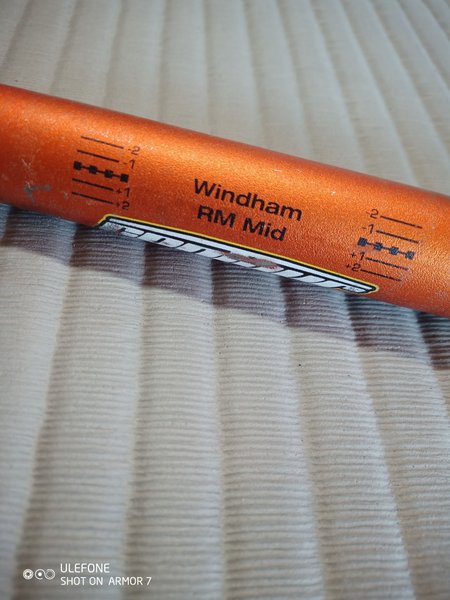 -2
-1
+1
+2
Windham
RM Mid
-2
-1
+1
+2
ULEFONE
SHOT ON ARMOR 7